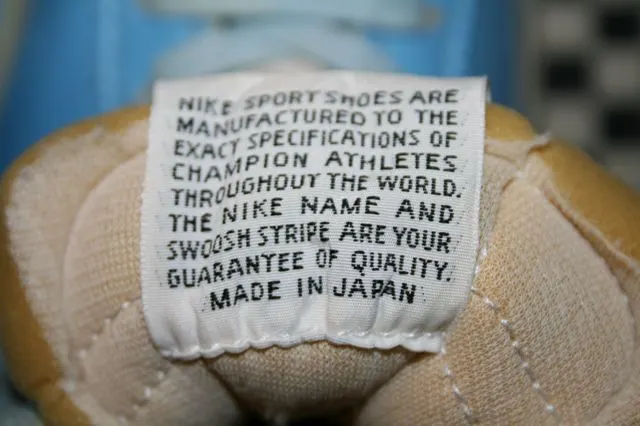 NIKE SPORT SHOES ARE
MANUFACTURED TO THE
EXACT SPECIFICATIONS OF
CHAMPION ATHLETES
THROUGHOUT THE WORLD.
THE NIKE NAME AND
SWOOSH STRIPE ARE YOUR
GUARANTEE OF QUALITY.
MADE IN JAPAN